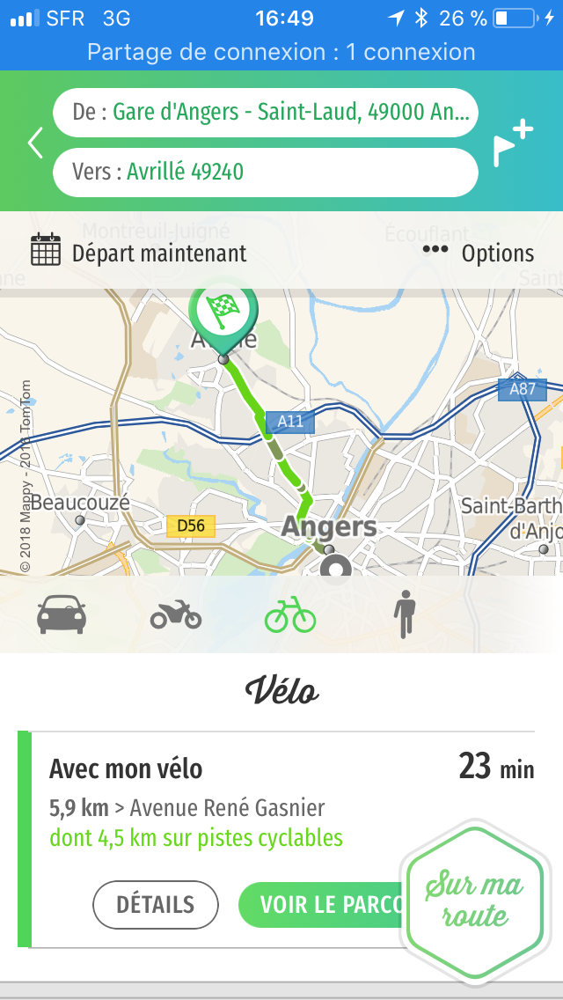 SFR 3G 16:49 26 %
Partage de connexion : 1 connexion
De : Gare d'Angers - Saint-Laud, 49000 An...
Vers : Avrillé 49240
Montreuil-Juigné
Écouflant
Départ maintenant ••• Options
Saint
A11
A87
Beaucouzé
D56
Angers
Saint-Barth
d'Anjo
© 2018 Mappy - 2016 TomTom
Vélo
Avec mon vélo 23 min
5,9 km > Avenue René Gasnier
dont 4,5 km sur pistes cyclables
DÉTAILS VOIR LE PARCO
Sur ma
route